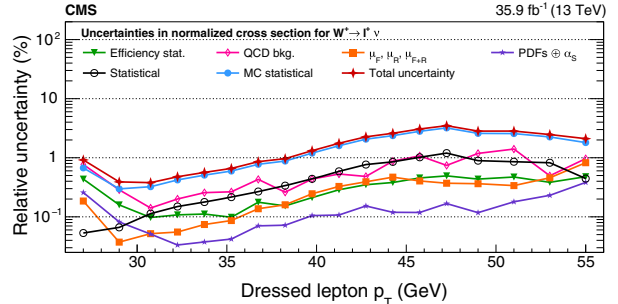 CMS 35.9 fb⁻¹ (13 TeV)
Uncertainties in normalized cross section for W⁺→ l⁺ ν
Efficiency stat. QCD bkg. μF, μR, μF+R PDFs ⊕ αS
Statistical MC statistical Total uncertainty
Relative uncertainty (%)
10²
10
1
10⁻¹
30 35 40 45 50 55
Dressed lepton pT (GeV)